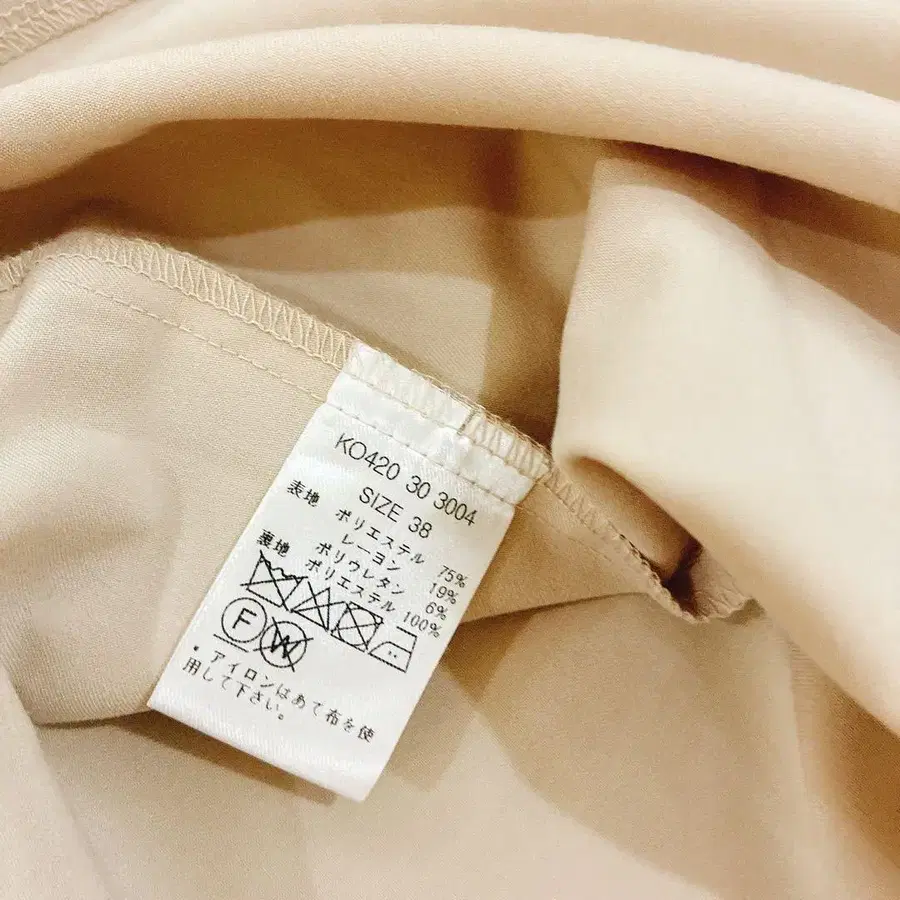 KO420 30 3004
SIZE 38
表地 ポリエステル 75%
レーヨン 19%
ポリウレタン 6%
裏地 ポリエステル 100%
F W
・アイロンはあて布を使
用して下さい。